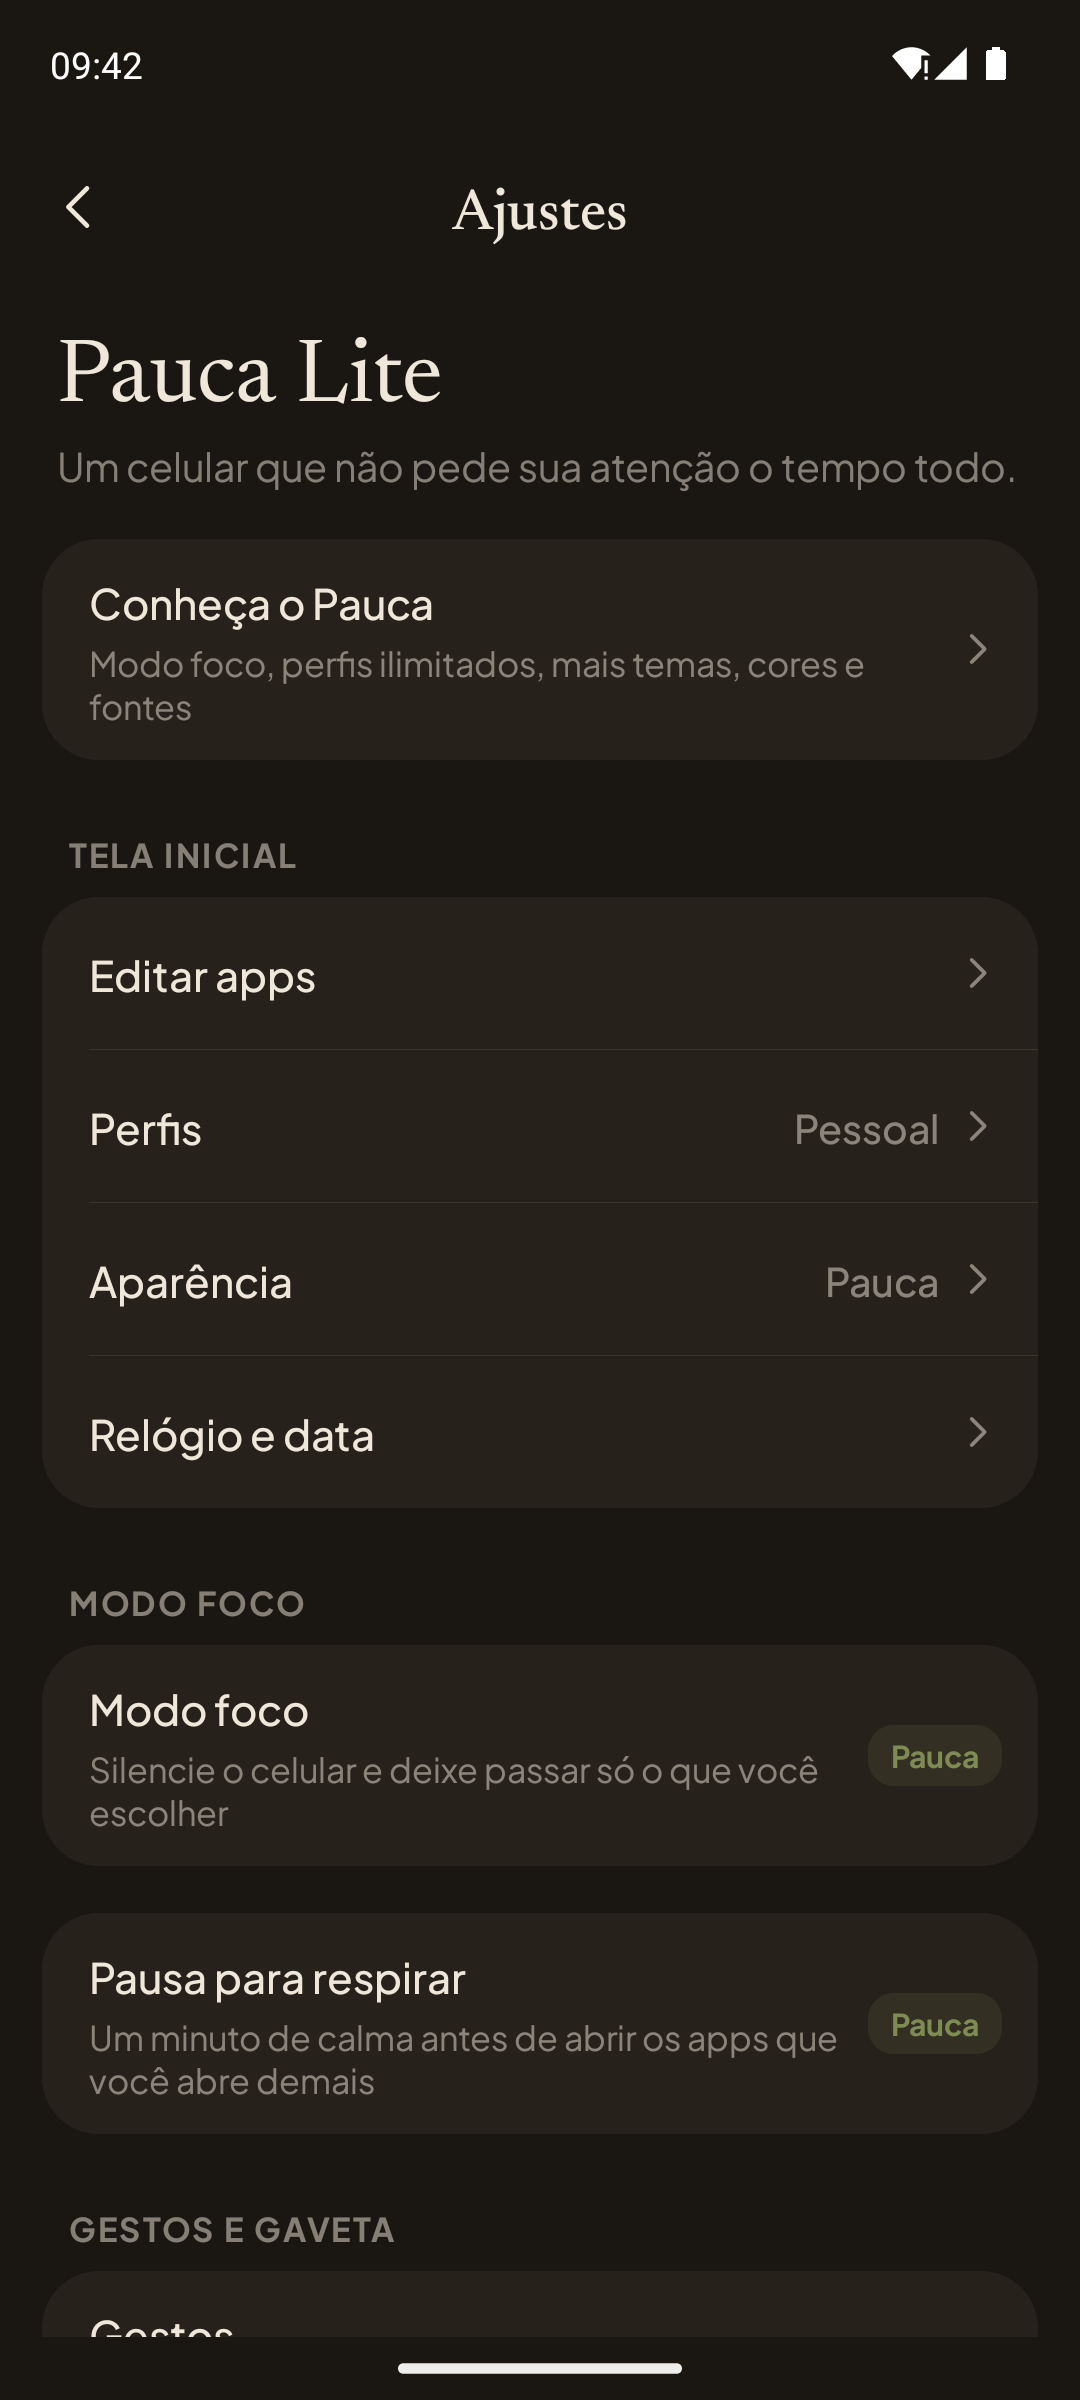 09:42
Ajustes
Pauca Lite
Um celular que não pede sua atenção o tempo todo.
Conheça o Pauca
Modo foco, perfis ilimitados, mais temas, cores e
fontes
TELA INICIAL
Editar apps
Perfis Pessoal
Aparência Pauca
Relógio e data
MODO FOCO
Modo foco
Silencie o celular e deixe passar só o que você
escolher
Pauca
Pausa para respirar
Um minuto de calma antes de abrir os apps que
você abre demais
Pauca
GESTOS E GAVETA
Gestos